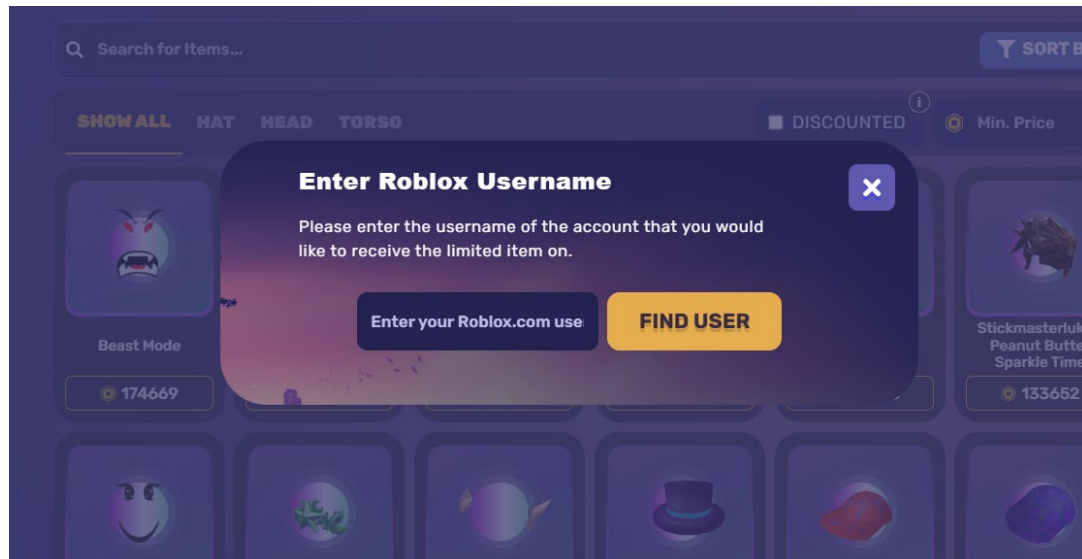 Search for Items...
SORT B
SHOW ALL HAT HEAD TORSO
DISCOUNTED
i
Min. Price
Enter Roblox Username
Please enter the username of the account that you would
like to receive the limited item on.
Enter your Roblox.com use
FIND USER
Beast Mode
174669
Stickmasterluk
Peanut Butte
Sparkle Time
133652